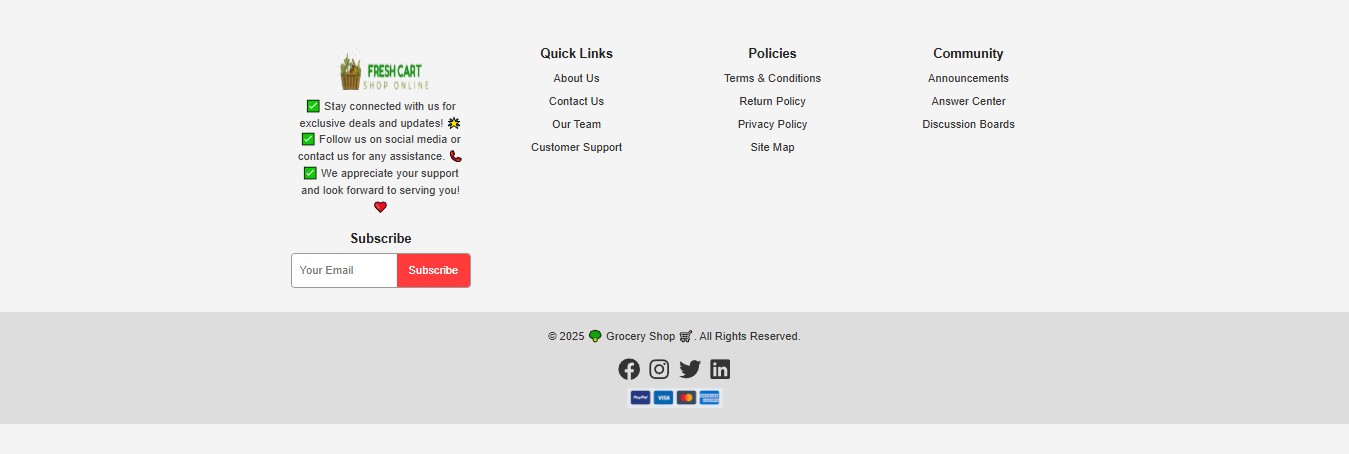 FRESH CART
SHOP ONLINE
✅ Stay connected with us for
exclusive deals and updates! 🌟
✅ Follow us on social media or
contact us for any assistance. 📞
✅ We appreciate your support
and look forward to serving you!
❤️
Subscribe
Your Email
Subscribe
Quick Links
About Us
Contact Us
Our Team
Customer Support
Policies
Terms & Conditions
Return Policy
Privacy Policy
Site Map
Community
Announcements
Answer Center
Discussion Boards
© 2025 🥦 Grocery Shop 🛒. All Rights Reserved.
PayPal
VISA